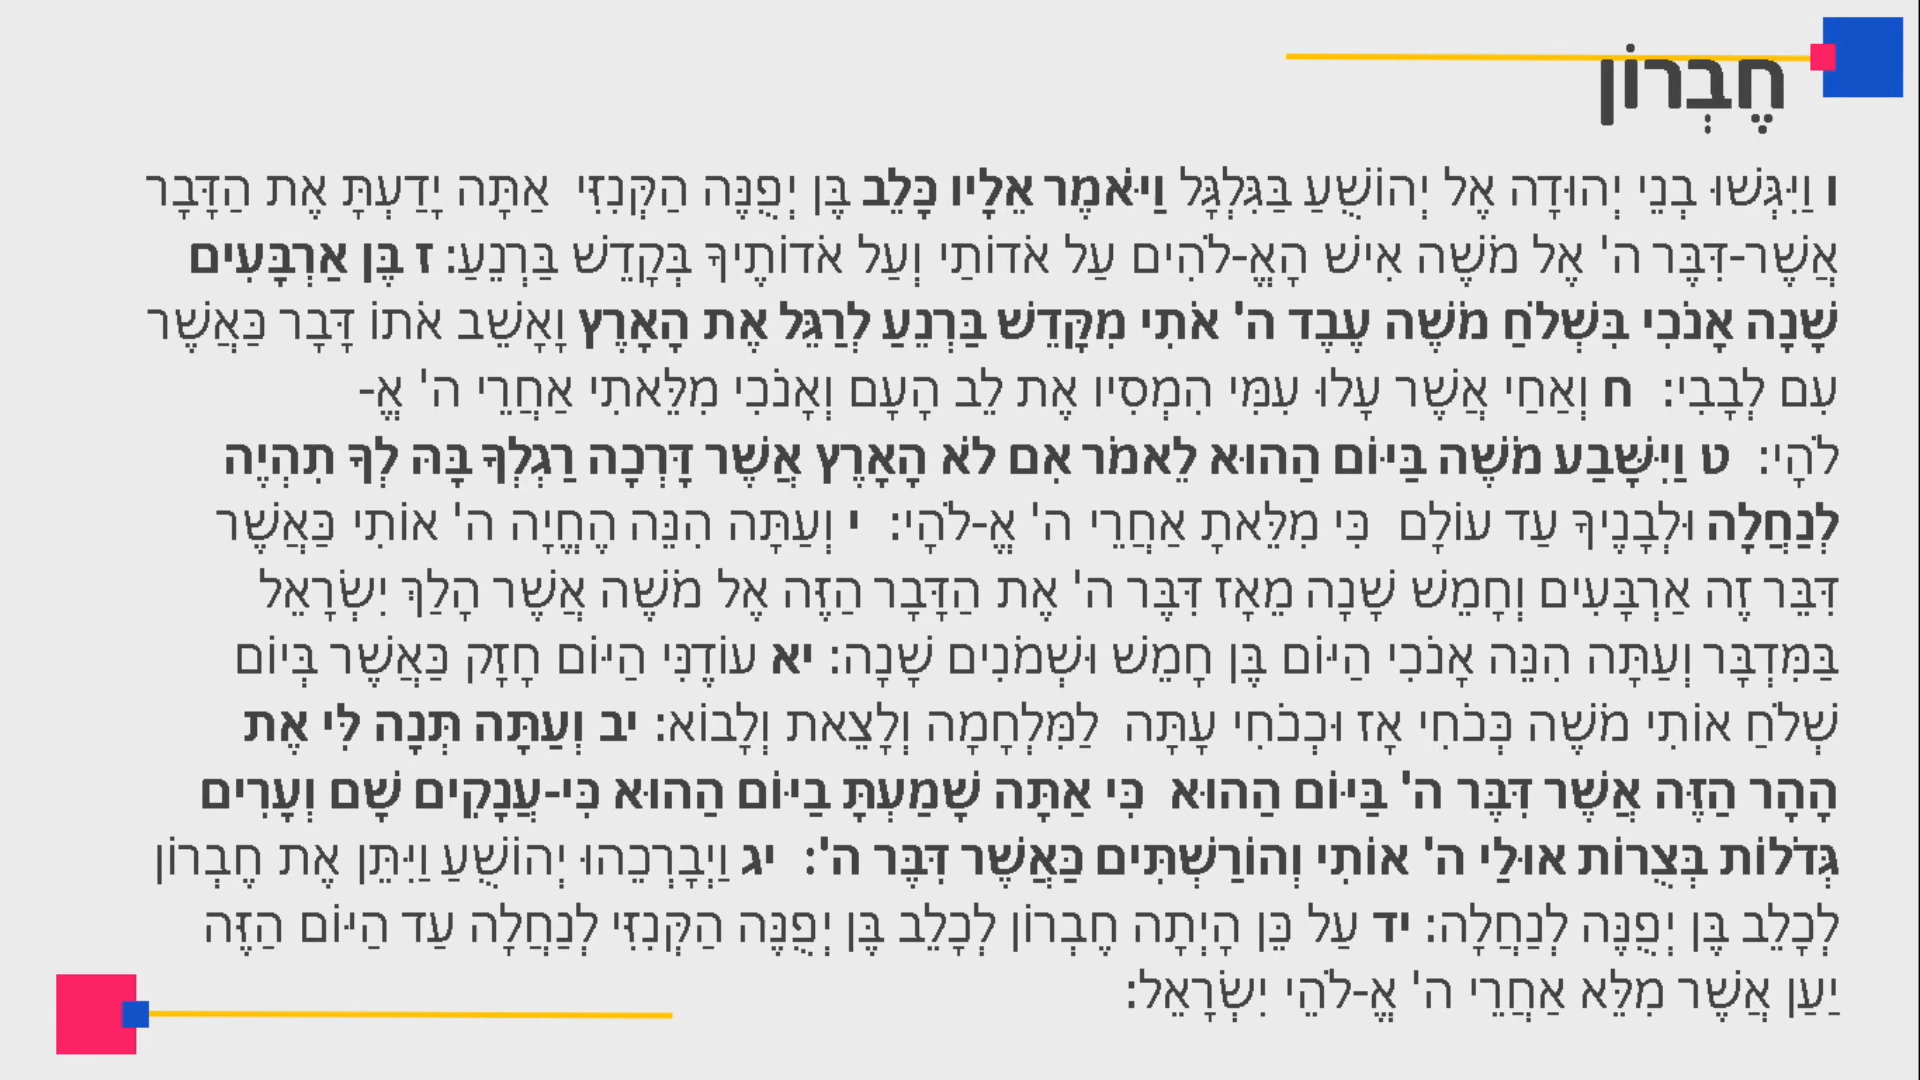 חֶבְרוֹן
ו וַיִּגְּשׁוּ בְנֵי יְהוּדָה אֶל יְהוֹשֻׁעַ בַּגִּלְגָּל וַיֹּאמֶר אֵלָיו כָּלֵב בֶּן יְפֻנֶּה הַקְּנִזִּי אַתָּה יָדַעְתָּ אֶת הַדָּבָר
אֲשֶׁר-דִּבֶּר ה' אֶל מֹשֶׁה אִישׁ הָאֱ-לֹהִים עַל אֹדוֹתַי וְעַל אֹדוֹתֶיךָ בְּקָדֵשׁ בַּרְנֵעַ: ז בֶּן אַרְבָּעִים
שָׁנָה אָנֹכִי בִּשְׁלֹחַ מֹשֶׁה עֶבֶד ה' אֹתִי מִקָּדֵשׁ בַּרְנֵעַ לְרַגֵּל אֶת הָאָרֶץ וָאָשֵׁב אֹתוֹ דָּבָר כַּאֲשֶׁר
עִם לְבָבִי: ח וְאַחַי אֲשֶׁר עָלוּ עִמִּי הִמְסִיו אֶת לֵב הָעָם וְאָנֹכִי מִלֵּאתִי אַחֲרֵי ה' אֱ-
לֹהָי: ט וַיִּשָּׁבַע מֹשֶׁה בַּיּוֹם הַהוּא לֵאמֹר אִם לֹא הָאָרֶץ אֲשֶׁר דָּרְכָה רַגְלְךָ בָּהּ לְךָ תִהְיֶה
לְנַחֲלָה וּלְבָנֶיךָ עַד עוֹלָם כִּי מִלֵּאתָ אַחֲרֵי ה' אֱ-לֹהָי: י וְעַתָּה הִנֵּה הֶחֱיָה ה' אוֹתִי כַּאֲשֶׁר
דִּבֵּר זֶה אַרְבָּעִים וְחָמֵשׁ שָׁנָה מֵאָז דִּבֶּר ה' אֶת הַדָּבָר הַזֶּה אֶל מֹשֶׁה אֲשֶׁר הָלַךְ יִשְׂרָאֵל
בַּמִּדְבָּר וְעַתָּה הִנֵּה אָנֹכִי הַיּוֹם בֶּן חָמֵשׁ וּשְׁמֹנִים שָׁנָה: יא עוֹדֶנִּי הַיּוֹם חָזָק כַּאֲשֶׁר בְּיוֹם
שְׁלֹחַ אוֹתִי מֹשֶׁה כְּכֹחִי אָז וּכְכֹחִי עָתָּה לַמִּלְחָמָה וְלָצֵאת וְלָבוֹא: יב וְעַתָּה תְּנָה לִּי אֶת
הָהָר הַזֶּה אֲשֶׁר דִּבֶּר ה' בַּיּוֹם הַהוּא כִּי אַתָּה שָׁמַעְתָּ בַיּוֹם הַהוּא כִּי-עֲנָקִים שָׁם וְעָרִים
גְּדֹלוֹת בְּצֻרוֹת אוּלַי ה' אוֹתִי וְהוֹרַשְׁתִּים כַּאֲשֶׁר דִּבֶּר ה': יג וַיְבָרְכֵהוּ יְהוֹשֻׁעַ וַיִּתֵּן אֶת חֶבְרוֹן
לְכָלֵב בֶּן יְפֻנֶּה לְנַחֲלָה: יד עַל כֵּן הָיְתָה חֶבְרוֹן לְכָלֵב בֶּן יְפֻנֶּה הַקְּנִזִּי לְנַחֲלָה עַד הַיּוֹם הַזֶּה
יַעַן אֲשֶׁר מִלֵּא אַחֲרֵי ה' אֱ-לֹהֵי יִשְׂרָאֵל: